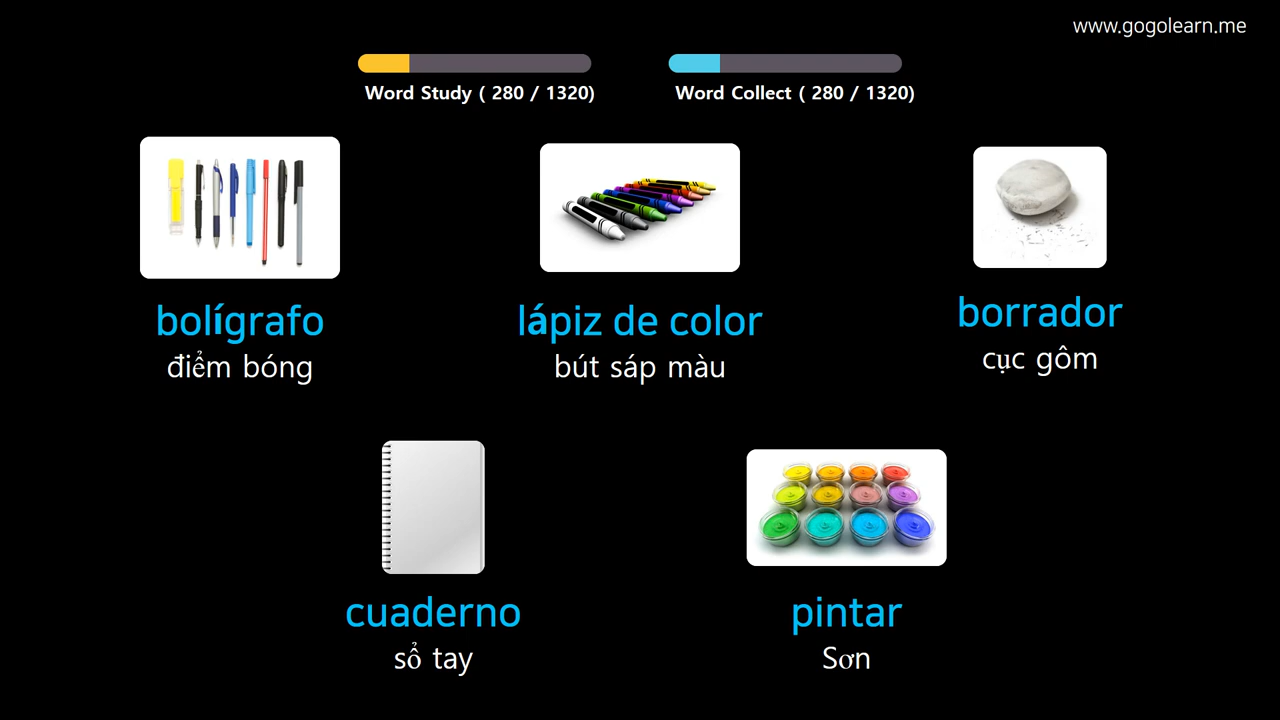 www.gogolearn.me
Word Study ( 280 / 1320)
Word Collect ( 280 / 1320)
bolígrafo
điểm bóng
lápiz de color
bút sáp màu
borrador
cục gôm
cuaderno
sổ tay
pintar
Sơn